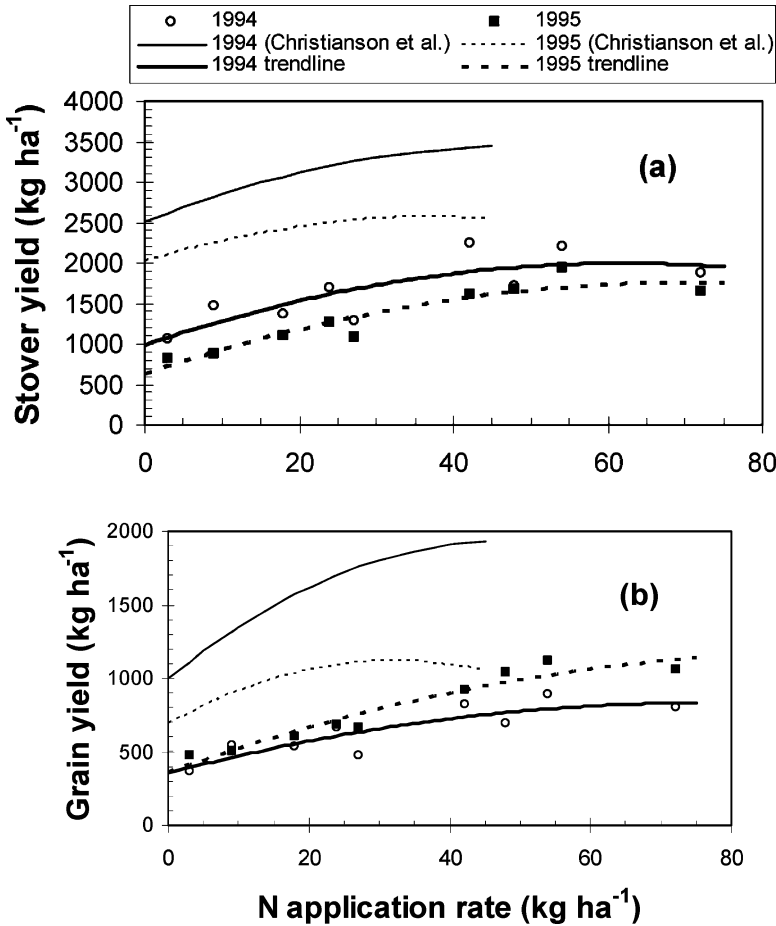 1994 1995
1994 (Christianson et al.) 1995 (Christianson et al.)
1994 trendline 1995 trendline
Stover yield (kg ha⁻¹)
4000
3500
3000
2500
2000
1500
1000
500
0
(a)
0 20 40 60 80
Grain yield (kg ha⁻¹)
2000
1500
1000
500
0
(b)
0 20 40 60 80
N application rate (kg ha⁻¹)